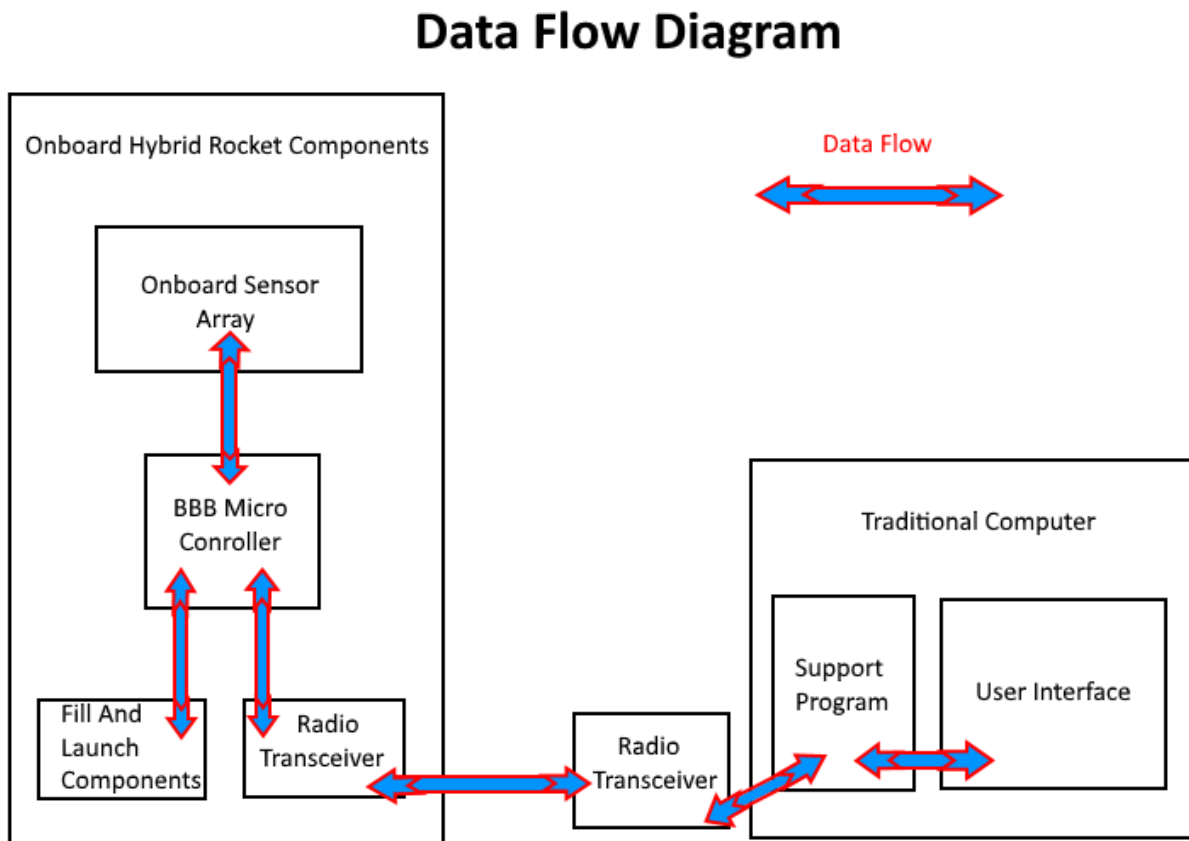 Data Flow Diagram
Onboard Hybrid Rocket Components
Data Flow
Onboard Sensor
Array
BBB Micro
Conroller
Traditional Computer
Support
Program
User Interface
Fill And
Launch
Components
Radio
Transceiver
Radio
Transceiver